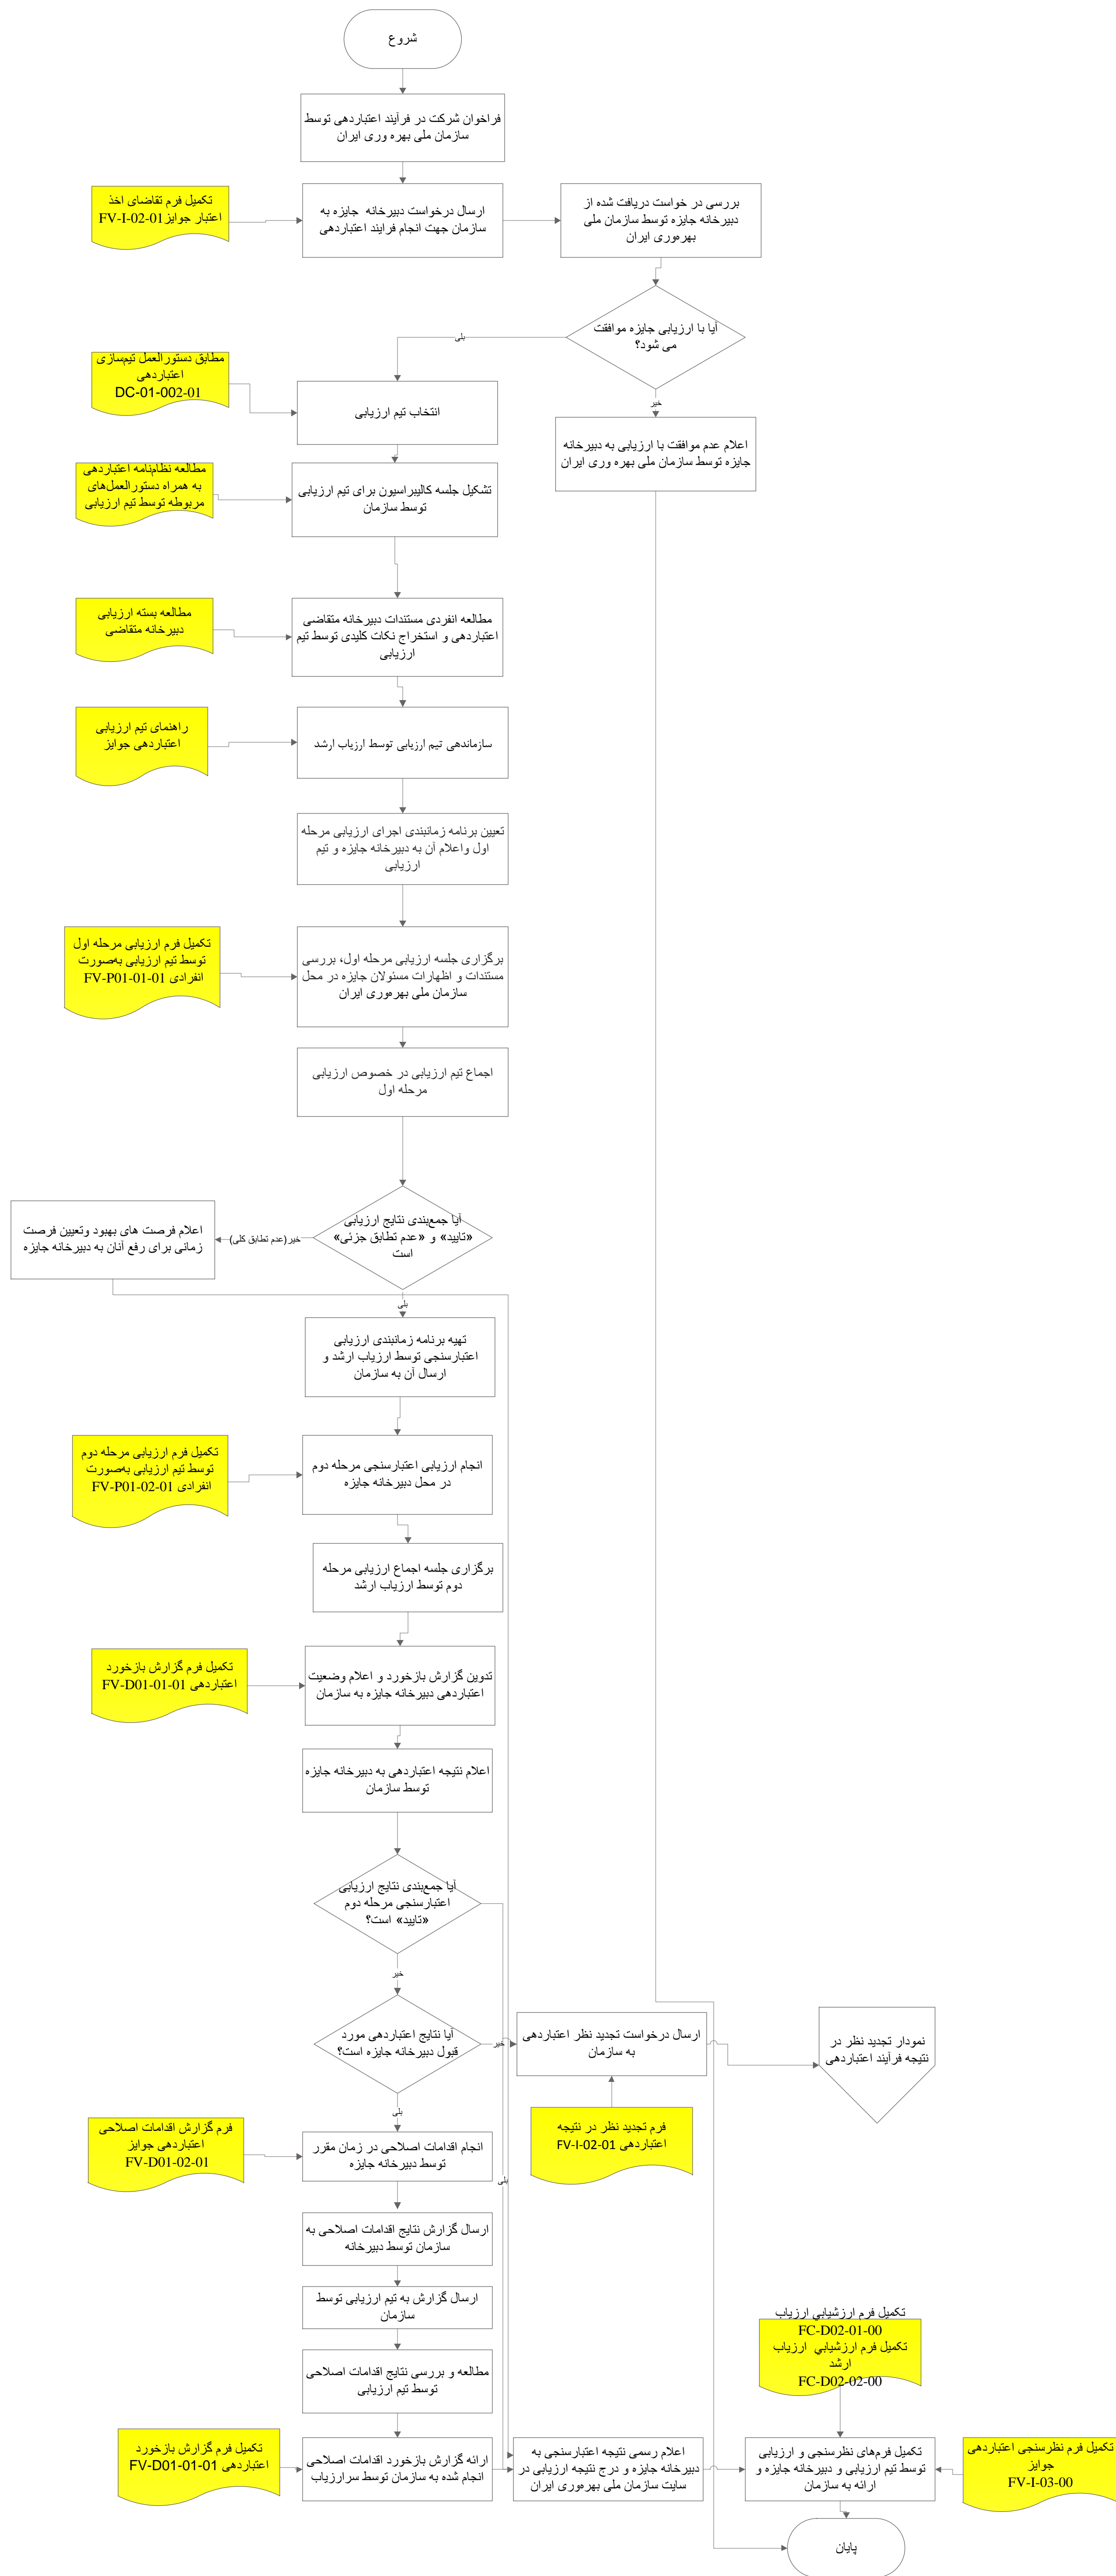 شروع
فراخوان شرکت در فرآیند اعتباردهی توسط
سازمان ملی بهره وری ایران
تکمیل فرم تقاضای اخذ
اعتبار جوایز FV-I-02-01
ارسال درخواست دبیرخانه جایزه به
سازمان جهت انجام فرایند اعتباردهی
بررسی در خواست دریافت شده از
دبیرخانه جایزه توسط سازمان ملی
بهره‌وری ایران
آیا با ارزیابی جایزه موافقت
می شود؟
بلی
خیر
مطابق دستورالعمل تیم‌سازی
اعتباردهی
DC-01-002-01
انتخاب تیم ارزیابی
اعلام عدم موافقت با ارزیابی به دبیرخانه
جایزه توسط سازمان ملی بهره وری ایران
مطالعه نظام‌نامه اعتباردهی
به همراه دستورالعمل‌های
مربوطه توسط تیم ارزیابی
تشکیل جلسه کالیبراسیون برای تیم ارزیابی
توسط سازمان
مطالعه بسته ارزیابی
دبیرخانه متقاضی
مطالعه انفردی مستندات دبیرخانه متقاضی
اعتباردهی و استخراج نکات کلیدی توسط تیم
ارزیابی
راهنمای تیم ارزیابی
اعتباردهی جوایز
سازماندهی تیم ارزیابی توسط ارزیاب ارشد
تعیین برنامه زمانبندی اجرای ارزیابی مرحله
اول واعلام آن به دبیرخانه جایزه و تیم
ارزیابی
تکمیل فرم ارزیابی مرحله اول
توسط تیم ارزیابی به‌صورت
انفرادی FV-P01-01-01
برگزاری جلسه ارزیابی مرحله اول، بررسی
مستندات و اظهارات مسئولان جایزه در محل
سازمان ملی بهره‌وری ایران
اجماع تیم ارزیابی در خصوص ارزیابی
مرحله اول
آیا جمع‌بندی نتایج ارزیابی
«تایید» و «عدم تطابق جزئی»
است
خیر(عدم تطابق کلی)
اعلام فرصت های بهبود وتعیین فرصت
زمانی برای رفع آنان به دبیرخانه جایزه
بلی
تهیه برنامه زمانبندی ارزیابی
اعتبارسنجی توسط ارزیاب ارشد و
ارسال آن به سازمان
تکمیل فرم ارزیابی مرحله دوم
توسط تیم ارزیابی به‌صورت
انفرادی FV-P01-02-01
انجام ارزیابی اعتبارسنجی مرحله دوم
در محل دبیرخانه جایزه
برگزاری جلسه اجماع ارزیابی مرحله
دوم توسط ارزیاب ارشد
تکمیل فرم گزارش بازخورد
اعتباردهی FV-D01-01-01
تدوین گزارش بازخورد و اعلام وضعیت
اعتباردهی دبیرخانه جایزه به سازمان
اعلام نتیجه اعتباردهی به دبیرخانه جایزه
توسط سازمان
آیا جمع‌بندی نتایج ارزیابی
اعتبارسنجی مرحله دوم
«تایید» است؟
خیر
آیا نتایج اعتباردهی مورد
قبول دبیرخانه جایزه است؟
خیر
ارسال درخواست تجدید نظر اعتباردهی
به سازمان
نمودار تجدید نظر در
نتیجه فرآیند اعتباردهی
بلی
فرم تجدید نظر در نتیجه
اعتباردهی FV-I-02-01
فرم گزارش اقدامات اصلاحی
اعتباردهی جوایز
FV-D01-02-01
انجام اقدامات اصلاحی در زمان مقرر
توسط دبیرخانه جایزه
بلی
ارسال گزارش نتایج اقدامات اصلاحی به
سازمان توسط دبیرخانه
ارسال گزارش به تیم ارزیابی توسط
سازمان
مطالعه و بررسی نتایج اقدامات اصلاحی
توسط تیم ارزیابی
تکمیل فرم ارزشیابي ارزیاب
FC-D02-01-00
تکمیل فرم ارزشیابي ارزیاب
ارشد
FC-D02-02-00
تکمیل فرم گزارش بازخورد
اعتباردهی FV-D01-01-01
ارائه گزارش بازخورد اقدامات اصلاحی
انجام شده به سازمان توسط سرارزیاب
اعلام رسمی نتیجه اعتبارسنجی به
دبیرخانه جایزه و درج نتیجه ارزیابی در
سایت سازمان ملی بهره‌وری ایران
تکمیل فرم‌های نظرسنجی و ارزیابی
توسط تیم ارزیابی و دبیرخانه جایزه و
ارائه به سازمان
تکمیل فرم نظرسنجی اعتباردهی
جوایز
FV-I-03-00
پایان